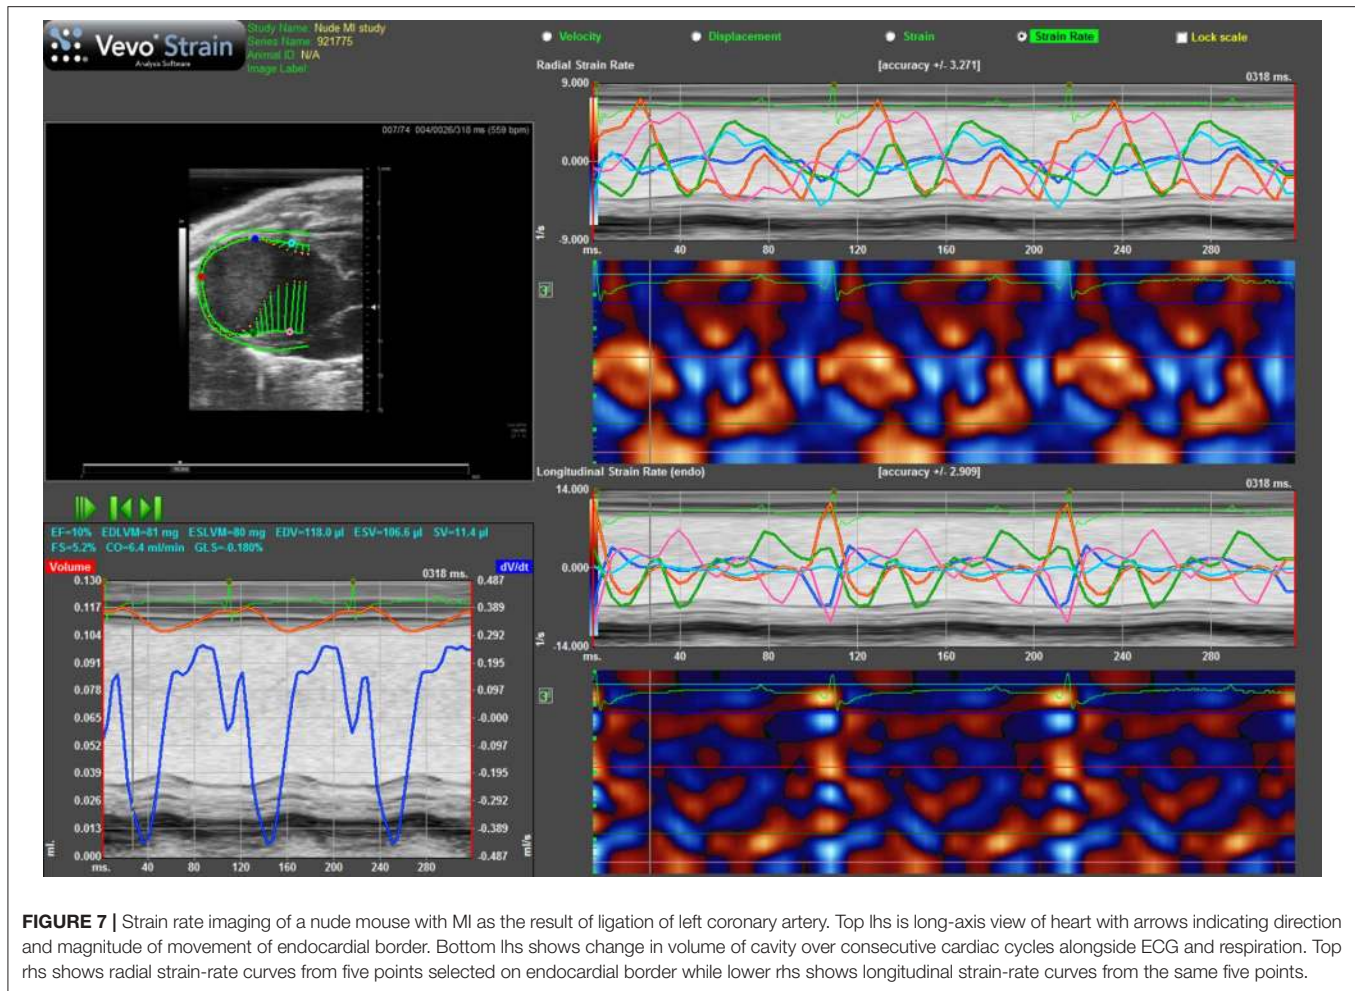 Vevo Strain
Analysis Software
Study Name: Nude MI study
Series Name: 921775
Animal ID: N/A
Image Label:
Velocity
Displacement
Strain
Strain Rate
Lock scale
007/74 004/0026/318 ms (559 bpm)
Radial Strain Rate [accuracy +/- 3.271]
0318 ms.
9.000
0.000
-9.000
1/s
ms. 40 80 120 160 200 240 280
Longitudinal Strain Rate (endo) [accuracy +/- 2.909]
0318 ms.
14.000
0.000
-14.000
1/s
ms. 40 80 120 160 200 240 280
EF=10% EDLVM=81 mg ESLVM=80 mg EDV=118.0 µl ESV=106.6 µl SV=11.4 µl
FS=5.2% CO=6.4 ml/min GLS=-0.180%
Volume
dV/dt
0318 ms.
0.130 0.487
0.117 0.389
0.104 0.292
0.091 0.195
0.078 0.097
0.065 -0.000
0.052 -0.097
0.039 -0.195
0.026 -0.292
0.013 -0.389
0.000 -0.487
ml.
ml/s
ms. 40 80 120 160 200 240 280
FIGURE 7 | Strain rate imaging of a nude mouse with MI as the result of ligation of left coronary artery. Top lhs is long-axis view of heart with arrows indicating direction
and magnitude of movement of endocardial border. Bottom lhs shows change in volume of cavity over consecutive cardiac cycles alongside ECG and respiration. Top
rhs shows radial strain-rate curves from five points selected on endocardial border while lower rhs shows longitudinal strain-rate curves from the same five points.